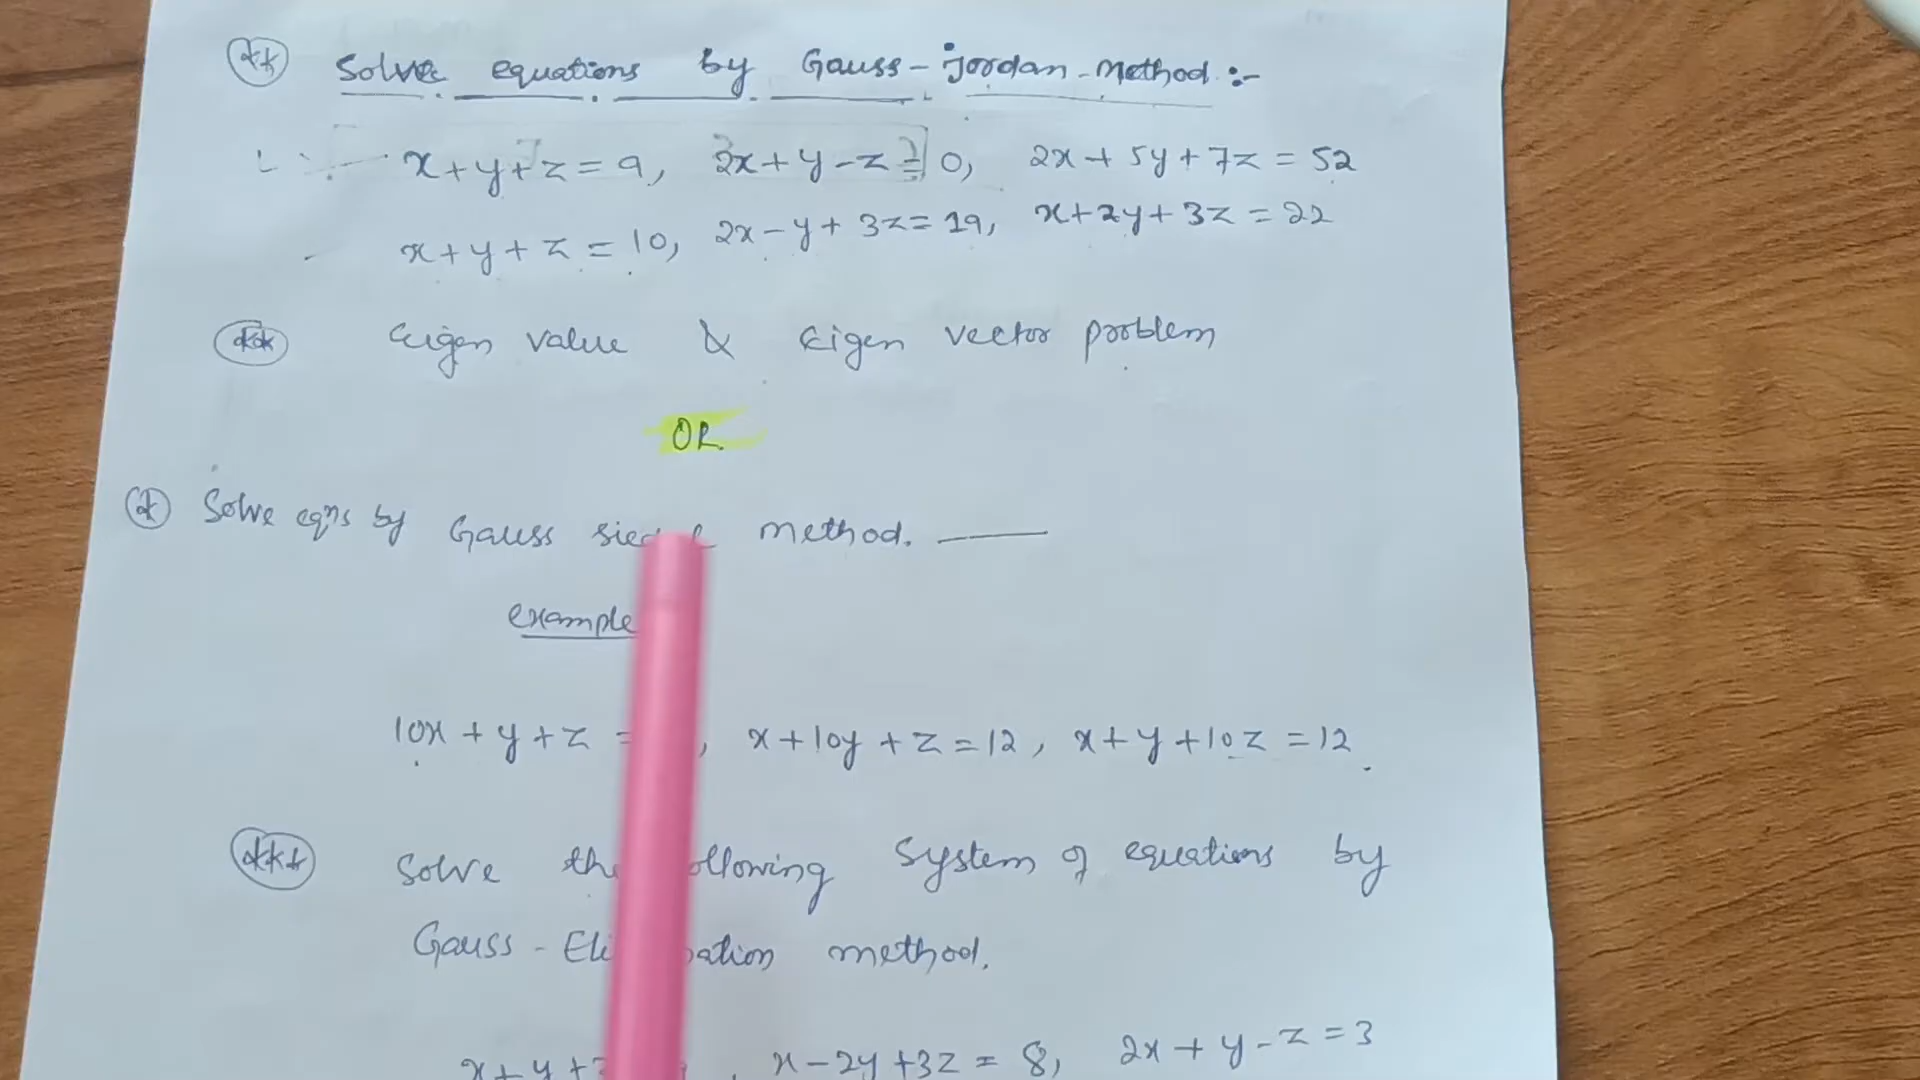 ** Solve equations by Gauss-jordan-method :-
x+y+z=9, 2x+y-z=0, 2x+5y+7z=52
x+y+z=10, 2x-y+3z=19, x+2y+3z=22
** Eigen value & Eigen vector problem
OR
* Solve eqns by Gauss method.
example
10x+y+z = , x+10y+z=12, x+y+10z=12
*** Solve the System of equations by
Gauss- method.
x+y+ , x-2y+3z=8, 2x+y-z=3